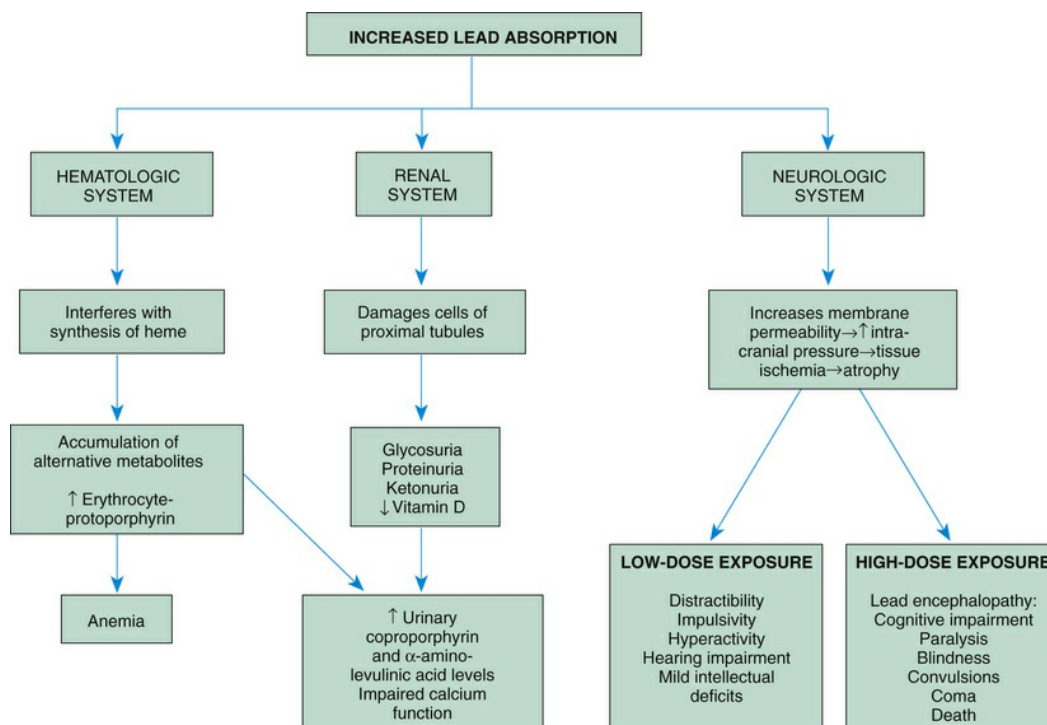 INCREASED LEAD ABSORPTION
HEMATOLOGIC
SYSTEM
RENAL
SYSTEM
NEUROLOGIC
SYSTEM
Interferes with
synthesis of heme
Damages cells of
proximal tubules
Increases membrane
permeability→↑intra-
cranial pressure→tissue
ischemia→atrophy
Accumulation of
alternative metabolites
↑ Erythrocyte-
protoporphyrin
Glycosuria
Proteinuria
Ketonuria
↓Vitamin D
Anemia
↑ Urinary
coproporphyrin
and α-amino-
levulinic acid levels
Impaired calcium
function
LOW-DOSE EXPOSURE
Distractibility
Impulsivity
Hyperactivity
Hearing impairment
Mild intellectual
deficits
HIGH-DOSE EXPOSURE
Lead encephalopathy:
Cognitive impairment
Paralysis
Blindness
Convulsions
Coma
Death